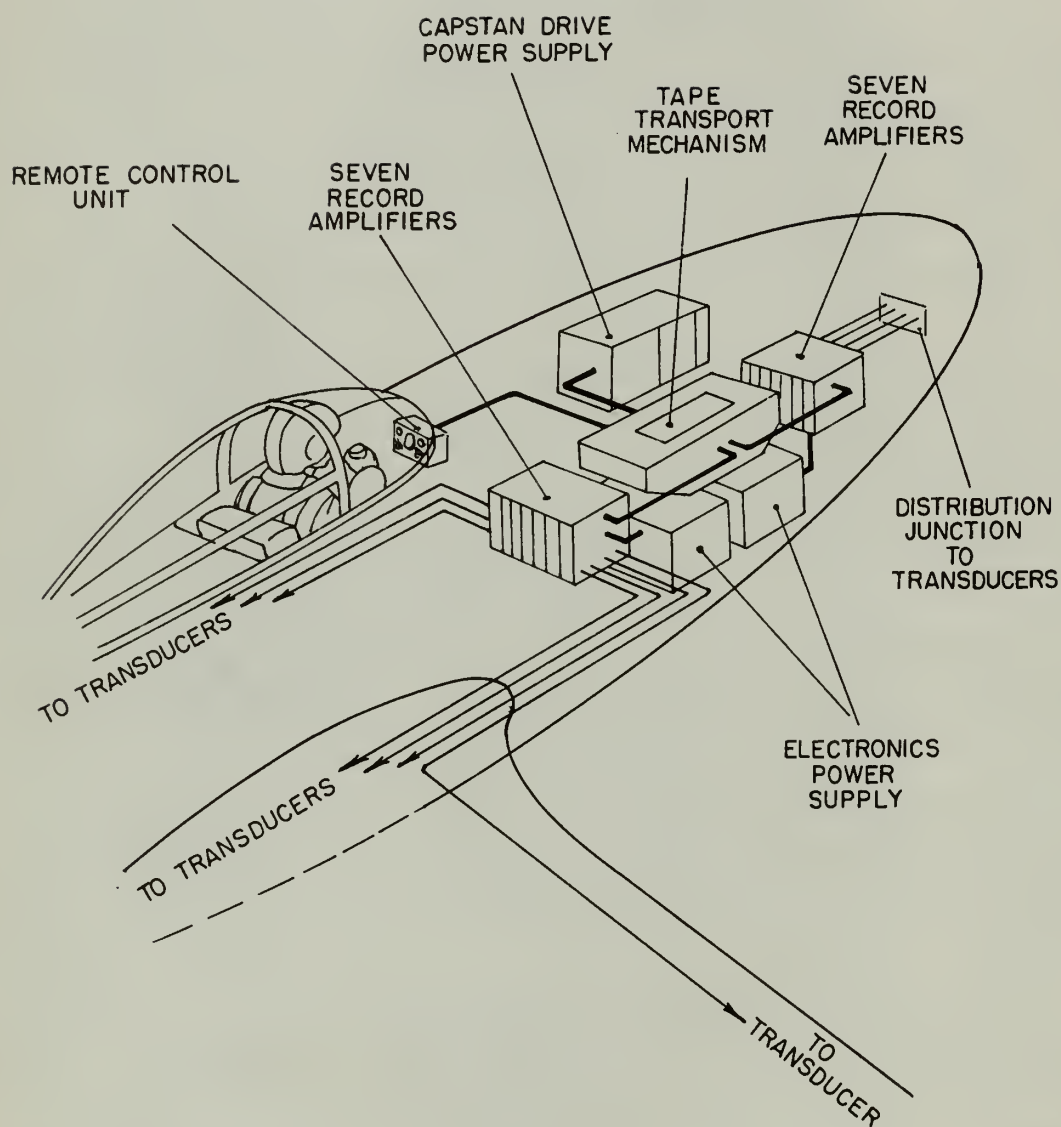 CAPSTAN DRIVE
POWER SUPPLY
TAPE
TRANSPORT
MECHANISM
SEVEN
RECORD
AMPLIFIERS
REMOTE CONTROL
UNIT
SEVEN
RECORD
AMPLIFIERS
DISTRIBUTION
JUNCTION
TO
TRANSDUCERS
TO TRANSDUCERS
ELECTRONICS
POWER
SUPPLY
TO TRANSDUCERS
TO
TRANSDUCER